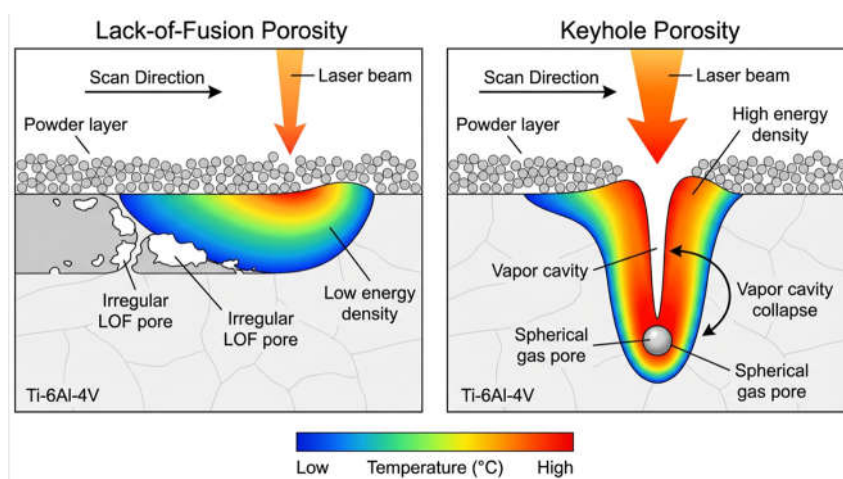 Lack-of-Fusion Porosity
Scan Direction
Laser beam
Powder layer
Irregular
LOF pore
Irregular
LOF pore
Low energy
density
Ti-6Al-4V
Keyhole Porosity
Scan Direction
Laser beam
High energy
density
Powder layer
Vapor cavity
Vapor cavity
collapse
Spherical
gas pore
Spherical
gas pore
Ti-6Al-4V
Low Temperature (°C) High